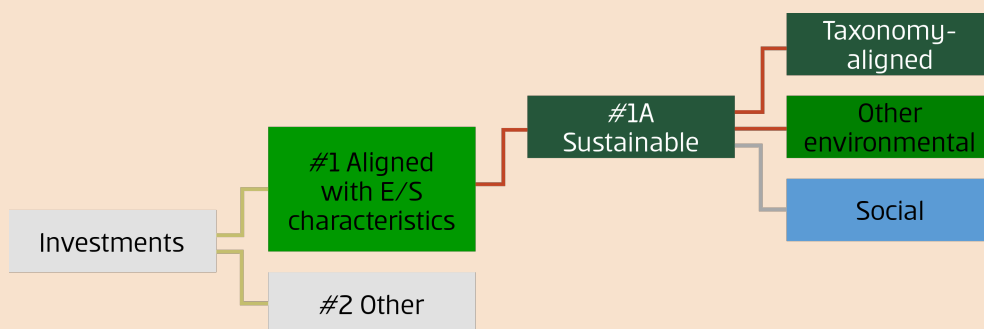 Taxonomy-
aligned
#1A
Sustainable
Other
environmental
#1 Aligned
with E/S
characteristics
Social
Investments
#2 Other